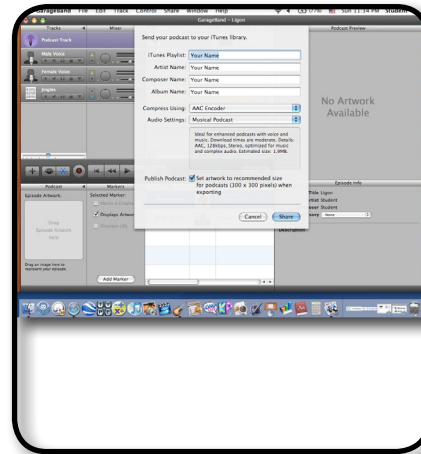 GarageBand File Edit Track Control Share Window Help Sun 11:14 PM Student
GarageBand - Ligon
Tracks Mixer Podcast Preview
Podcast Track
Male Voice
Female Voice
Jingles
Send your podcast to your iTunes library.
iTunes Playlist: Your Name
Artist Name: Your Name
Composer Name: Your Name
Album Name: Your Name
Compress Using: AAC Encoder
Audio Settings: Musical Podcast
Ideal for enhanced podcasts with voice and
music. Download times are moderate. Details:
AAC, 128kbps, Stereo, optimized for music
and complex audio. Estimated size: 1.9MB.
Publish Podcast: Set artwork to recommended size
for podcasts (300 x 300 pixels) when
exporting
Cancel Share
No Artwork
Available
Podcast Markers Episode Info
Episode Artwork:
Selected Marker:
Displays Artwork
Displays URL
Drag
Episode Artwork
Here
Drag an image here to
represent your episode.
Add Marker
Title Ligon
Artist Student
Student
None
Description